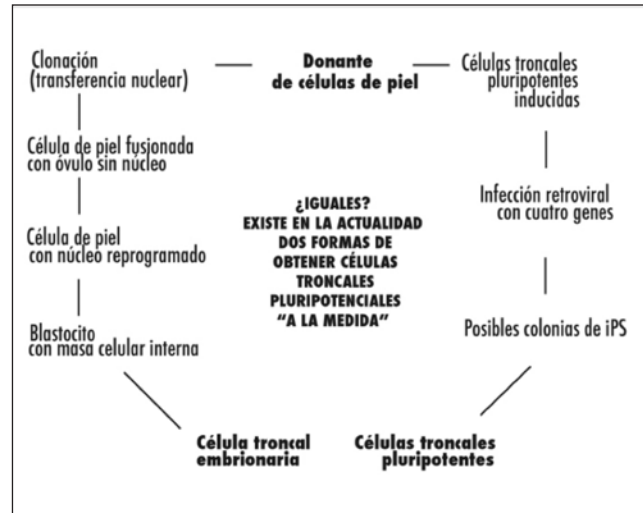 Clonación
(transferencia nuclear)
Donante
de células de piel
Células troncales
pluripotentes
inducidas
Célula de piel fusionada
con óvulo sin núcleo
Infección retroviral
con cuatro genes
¿IGUALES?
EXISTE EN LA ACTUALIDAD
DOS FORMAS DE
OBTENER CÉLULAS
TRONCALES
PLURIPOTENCIALES
“A LA MEDIDA”
Célula de piel
con núcleo reprogramado
Blastocito
con masa celular interna
Posibles colonias de iPS
Célula troncal
embrionaria
Células troncales
pluripotentes